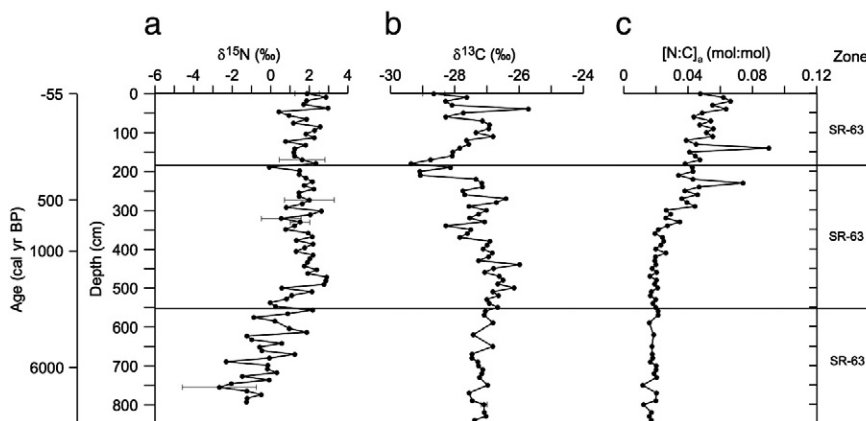 a b c
δ15N (‰) δ13C (‰) [N:C]a (mol:mol) Zone
-6 -4 -2 0 2 4 -30 -28 -26 -24 0 0.04 0.08 0.12
Age (cal yr BP)
-55
500
1000
6000
Depth (cm)
0
100
200
300
400
500
600
700
800
SR-63
SR-63
SR-63